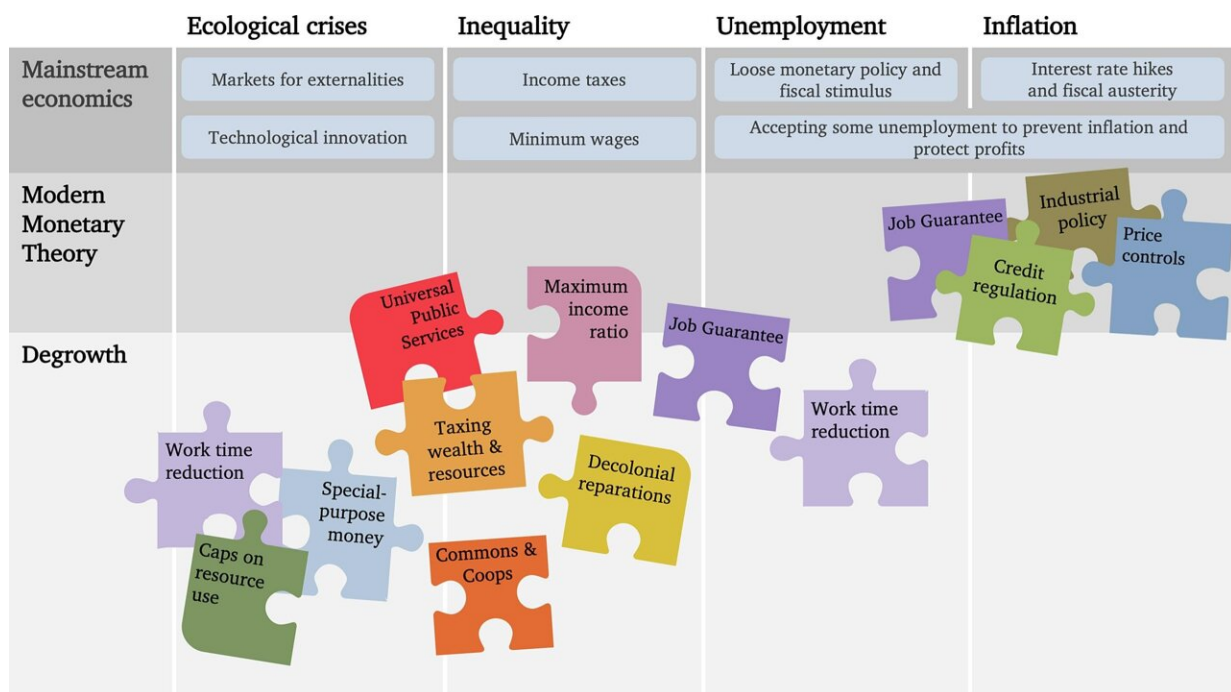 Ecological crises
Inequality
Unemployment
Inflation
Mainstream
economics
Markets for externalities
Income taxes
Loose monetary policy and
fiscal stimulus
Interest rate hikes
and fiscal austerity
Technological innovation
Minimum wages
Accepting some unemployment to prevent inflation and
protect profits
Modern
Monetary
Theory
Job Guarantee
Industrial
policy
Price
controls
Credit
regulation
Universal
Public
Services
Maximum
income
ratio
Job Guarantee
Degrowth
Work time
reduction
Taxing
wealth &
resources
Work time
reduction
Decolonial
reparations
Special-
purpose
money
Caps on
resource
use
Commons &
Coops